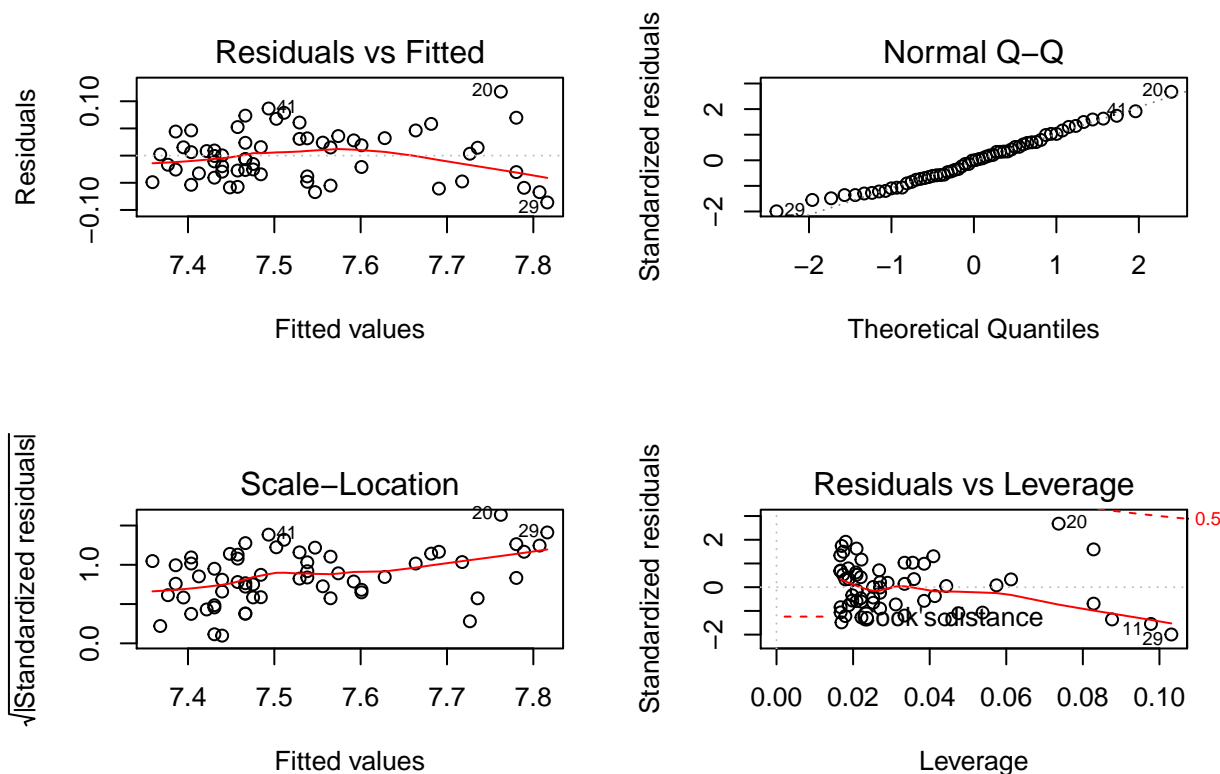 Residuals vs Fitted
Residuals
0.10
−0.10
41
20
29
7.4 7.5 7.6 7.7 7.8
Fitted values
Normal Q−Q
Standardized residuals
2
0
−2
29
41
20
−2 −1 0 1 2
Theoretical Quantiles
Scale−Location
√|Standardized residuals|
1.0
0.0
41
20
29
7.4 7.5 7.6 7.7 7.8
Fitted values
Residuals vs Leverage
Standardized residuals
2
0
−2
20
0.5
Cook's distance
11
29
0.00 0.02 0.04 0.06 0.08 0.10
Leverage